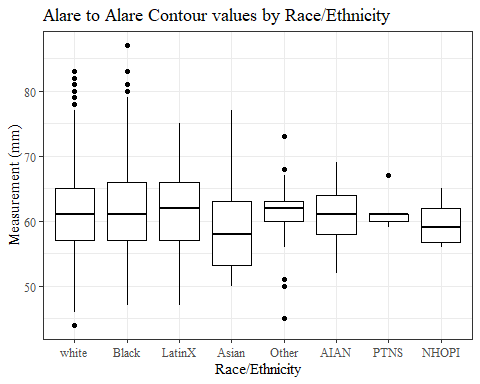 Alare to Alare Contour values by Race/Ethnicity
Measurement (mm)
80
70
60
50
white Black LatinX Asian Other AIAN PTNS NHOPI
Race/Ethnicity